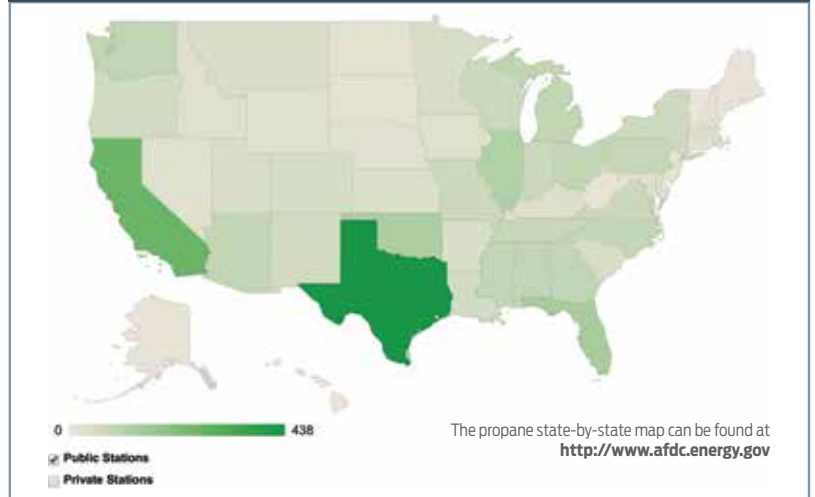 0 438
Public Stations
Private Stations
The propane state-by-state map can be found at
http://www.afdc.energy.gov